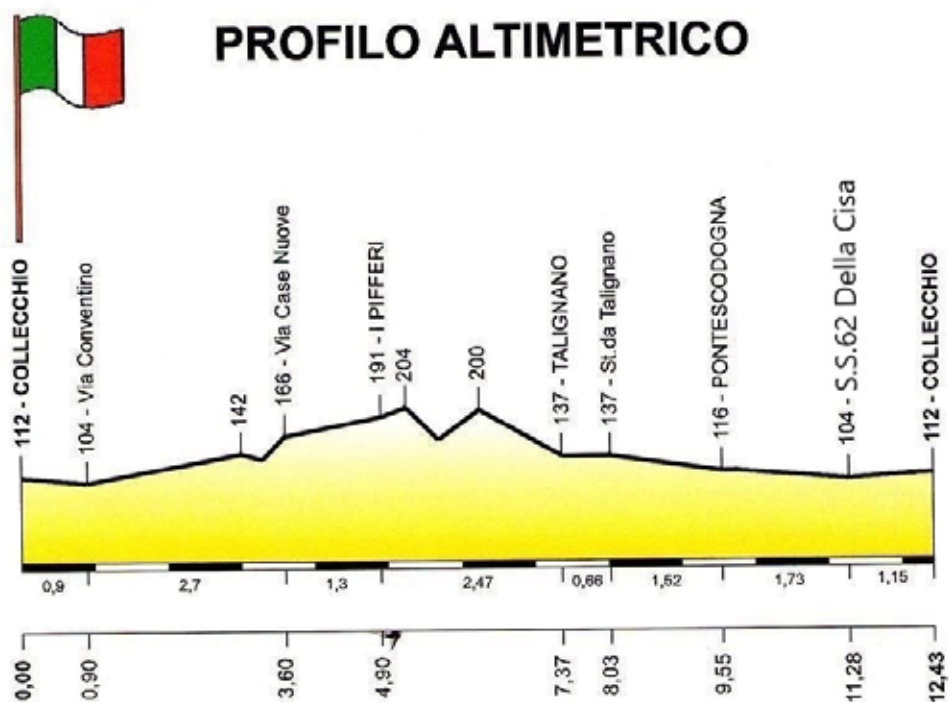 PROFILO ALTIMETRICO
112 - COLLECCHIO
104 - Via Conventino
142
166 - Via Case Nuove
191 - I PIFFERI
204
200
137 - TALIGNANO
137 - St.da Talignano
116 - PONTESCODOGNA
104 - S.S.62 Della Cisa
112 - COLLECCHIO
0,9 2,7 1,3 2,47 0,66 1,52 1,73 1,15
0,00 0,90 3,60 4,90 7,37 8,03 9,55 11,28 12,43